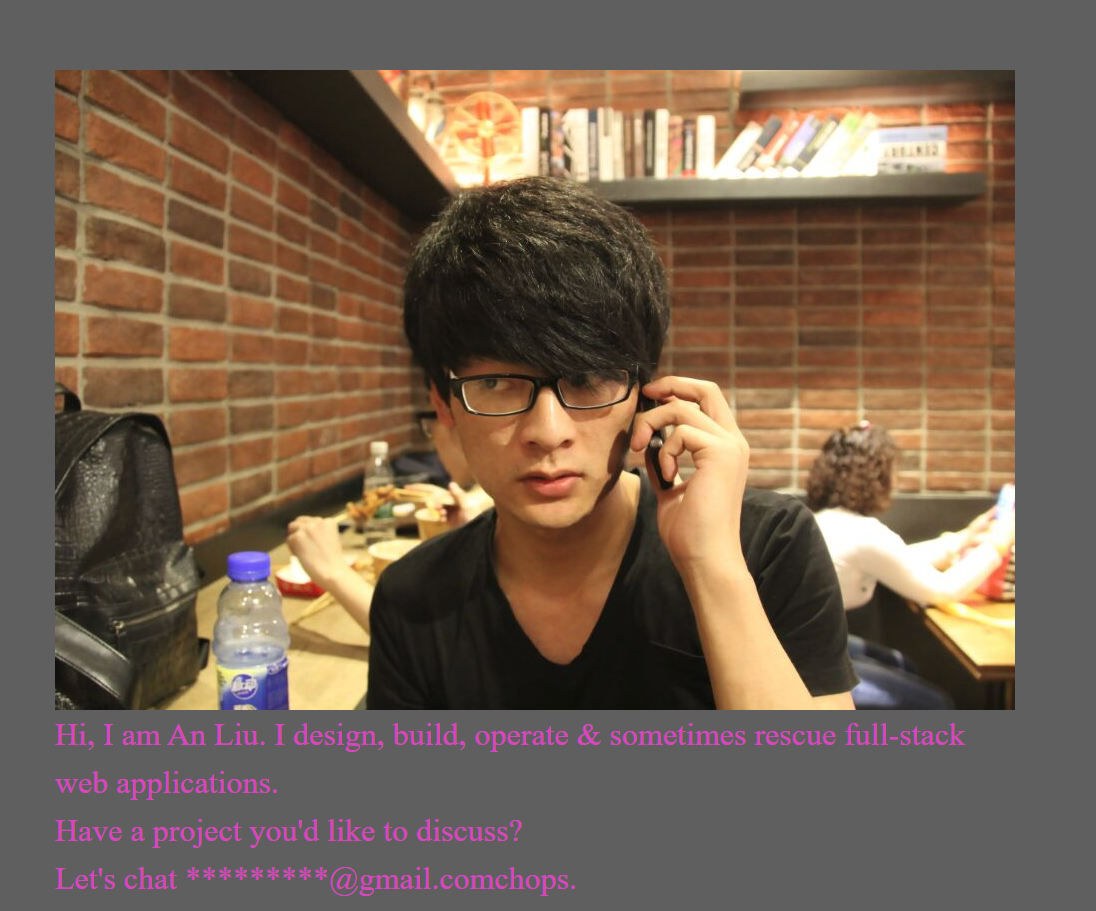 Hi, I am An Liu. I design, build, operate & sometimes rescue full-stack
web applications.
Have a project you'd like to discuss?
Let's chat *********@gmail.comchops.